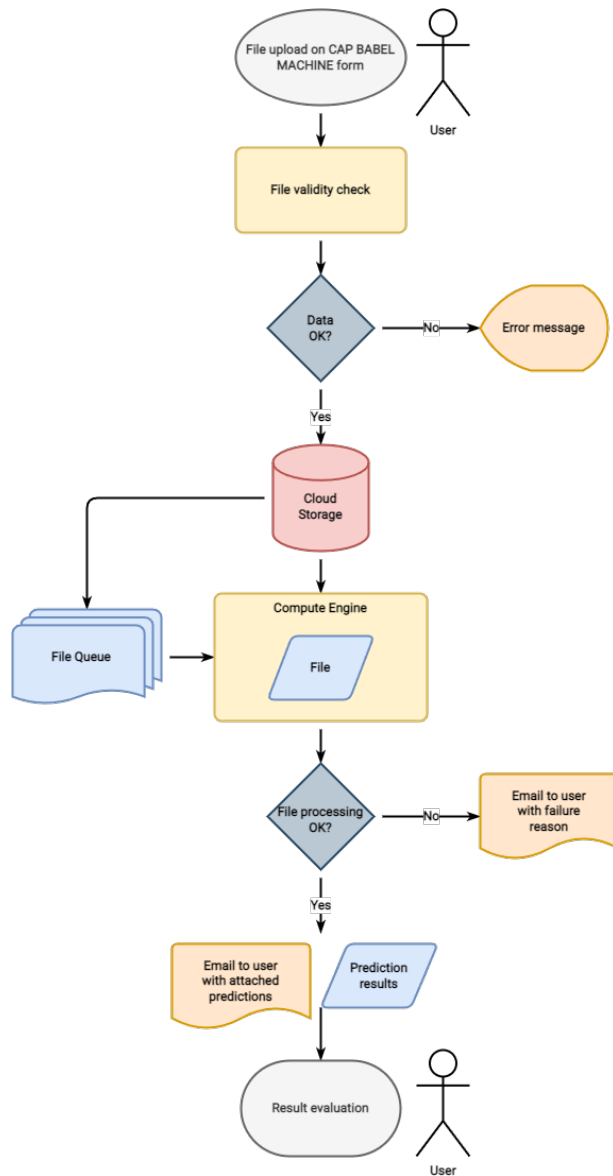 File upload on CAP BABEL
MACHINE form
User
File validity check
Data
OK?
No
Error message
Yes
Cloud
Storage
Compute Engine
File Queue
File
File processing
OK?
No
Email to user
with failure
reason
Yes
Email to user
with attached
predictions
Prediction
results
Result evaluation
User